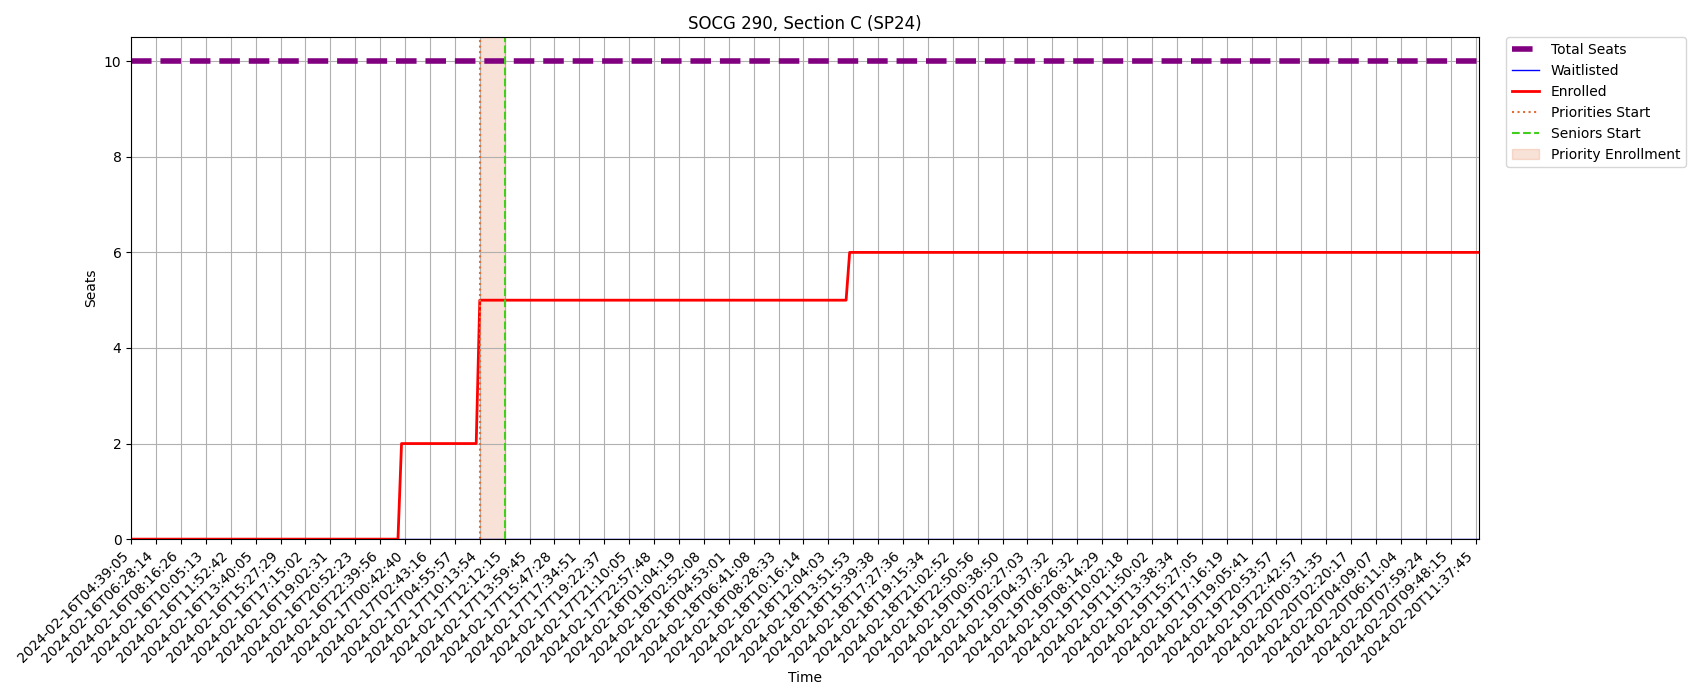 SOCG 290, Section C (SP24)
Total Seats
Waitlisted
Enrolled
Priorities Start
Seniors Start
Priority Enrollment
Seats
10
8
6
4
2
0
2024-02-16T04:39:05
2024-02-16T06:28:14
2024-02-16T08:16:26
2024-02-16T10:05:13
2024-02-16T11:52:42
2024-02-16T13:40:05
2024-02-16T15:27:29
2024-02-16T17:15:02
2024-02-16T19:02:31
2024-02-16T20:52:23
2024-02-16T22:39:56
2024-02-17T00:42:40
2024-02-17T02:43:16
2024-02-17T04:55:57
2024-02-17T10:13:54
2024-02-17T12:12:15
2024-02-17T13:59:45
2024-02-17T15:47:28
2024-02-17T17:34:51
2024-02-17T19:22:37
2024-02-17T21:10:05
2024-02-17T22:57:48
2024-02-18T01:04:19
2024-02-18T02:52:08
2024-02-18T04:53:01
2024-02-18T06:41:08
2024-02-18T08:28:33
2024-02-18T10:16:14
2024-02-18T12:04:03
2024-02-18T13:51:53
2024-02-18T15:39:38
2024-02-18T17:27:36
2024-02-18T19:15:34
2024-02-18T21:02:52
2024-02-18T22:50:56
2024-02-19T00:38:50
2024-02-19T02:27:03
2024-02-19T04:37:32
2024-02-19T06:26:32
2024-02-19T08:14:29
2024-02-19T10:02:18
2024-02-19T11:50:02
2024-02-19T13:38:34
2024-02-19T15:27:05
2024-02-19T17:16:19
2024-02-19T19:05:41
2024-02-19T20:53:57
2024-02-19T22:42:57
2024-02-20T00:31:35
2024-02-20T02:20:17
2024-02-20T04:09:07
2024-02-20T06:11:04
2024-02-20T07:59:24
2024-02-20T09:48:15
2024-02-20T11:37:45
Time